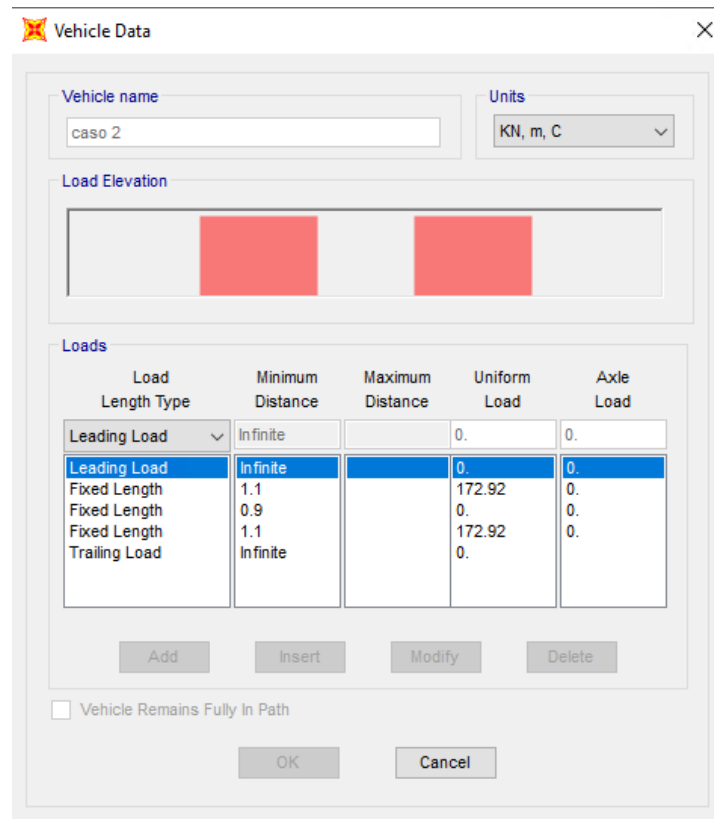 Vehicle Data
Vehicle name
Units
caso 2
KN, m, C
Load Elevation
Loads
Load Length Type Minimum Distance Maximum Distance Uniform Load Axle Load
Leading Load Infinite 0. 0.
Leading Load Infinite 0. 0.
Fixed Length 1.1 172.92 0.
Fixed Length 0.9 0. 0.
Fixed Length 1.1 172.92 0.
Trailing Load Infinite 0.
Add Insert Modify Delete
Vehicle Remains Fully In Path
OK Cancel